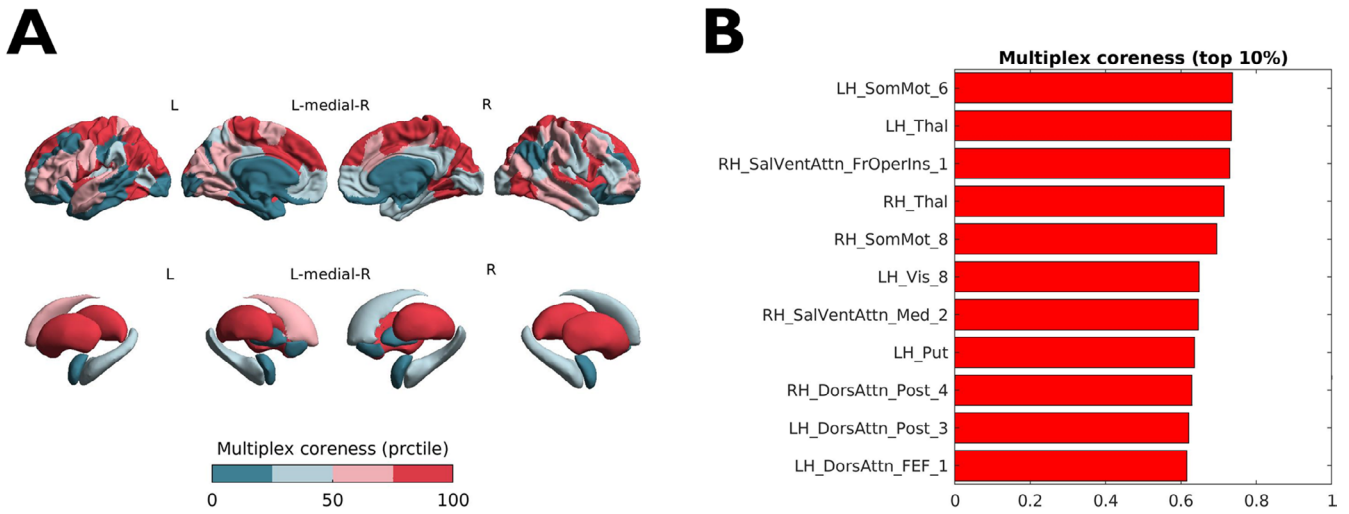 A
L
L-medial-R
R
L
L-medial-R
R
Multiplex coreness (prctile)
0
50
100
B
Multiplex coreness (top 10%)
LH_SomMot_6
LH_Thal
RH_SalVentAttn_FrOperIns_1
RH_Thal
RH_SomMot_8
LH_Vis_8
RH_SalVentAttn_Med_2
LH_Put
RH_DorsAttn_Post_4
LH_DorsAttn_Post_3
LH_DorsAttn_FEF_1
0
0.2
0.4
0.6
0.8
1